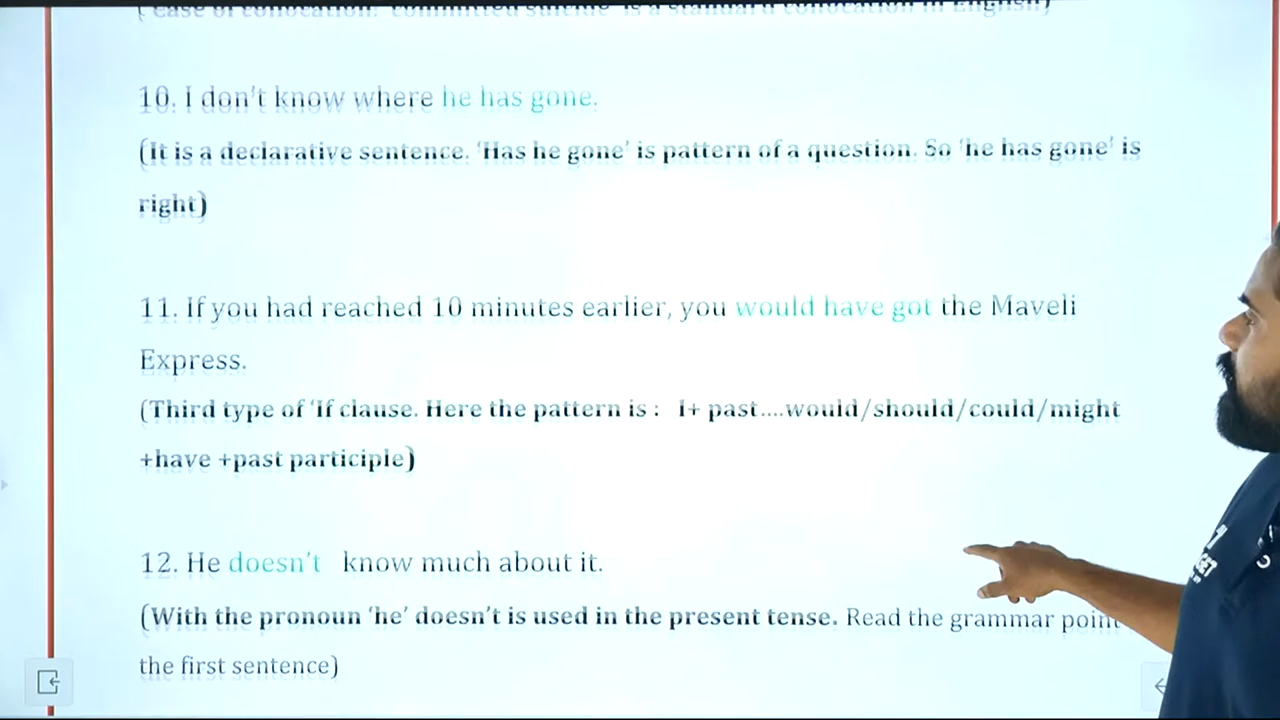 ( case of collocation. 'committed suicide' is a standard collocation in English)
10. I don't know where he has gone.
(It is a declarative sentence. 'Has he gone' is pattern of a question. So 'he has gone' is
right)
11. If you had reached 10 minutes earlier, you would have got the Maveli
Express.
(Third type of 'If clause. Here the pattern is : I+ past....would/should/could/might
+have +past participle)
12. He doesn't know much about it.
(With the pronoun 'he' doesn't is used in the present tense. Read the grammar point
the first sentence)